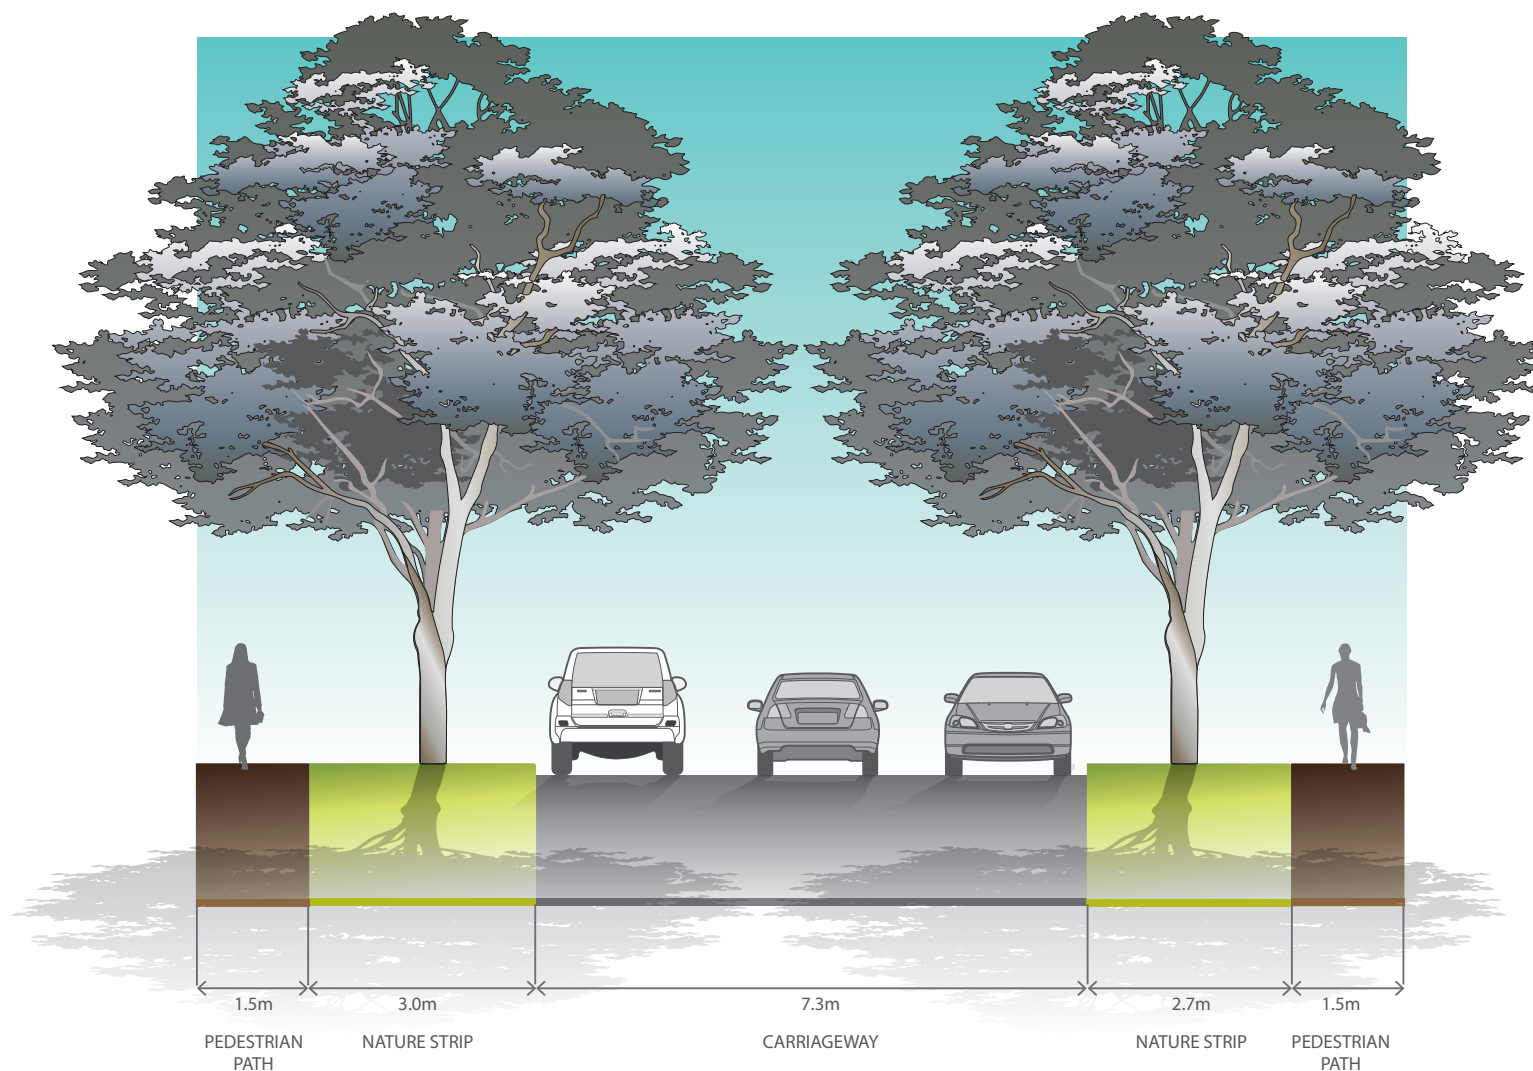 1.5m
3.0m
7.3m
2.7m
1.5m
PEDESTRIAN
PATH
NATURE STRIP
CARRIAGEWAY
NATURE STRIP
PEDESTRIAN
PATH